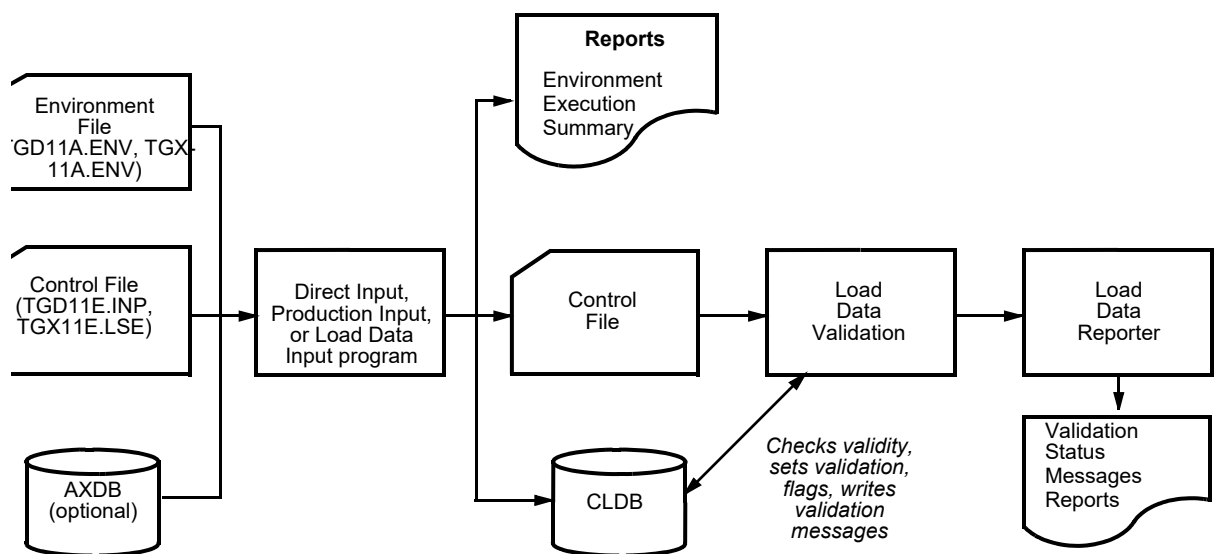 Reports
Environment
Execution
Summary
Environment
File
TGD11A.ENV, TGX-
11A.ENV)
Control File
(TGD11E.INP,
TGX11E.LSE)
Direct Input,
Production Input,
or Load Data
Input program
Control
File
Load
Data
Validation
Load
Data
Reporter
AXDB
(optional)
CLDB
Checks validity,
sets validation,
flags, writes
validation
messages
Validation
Status
Messages
Reports